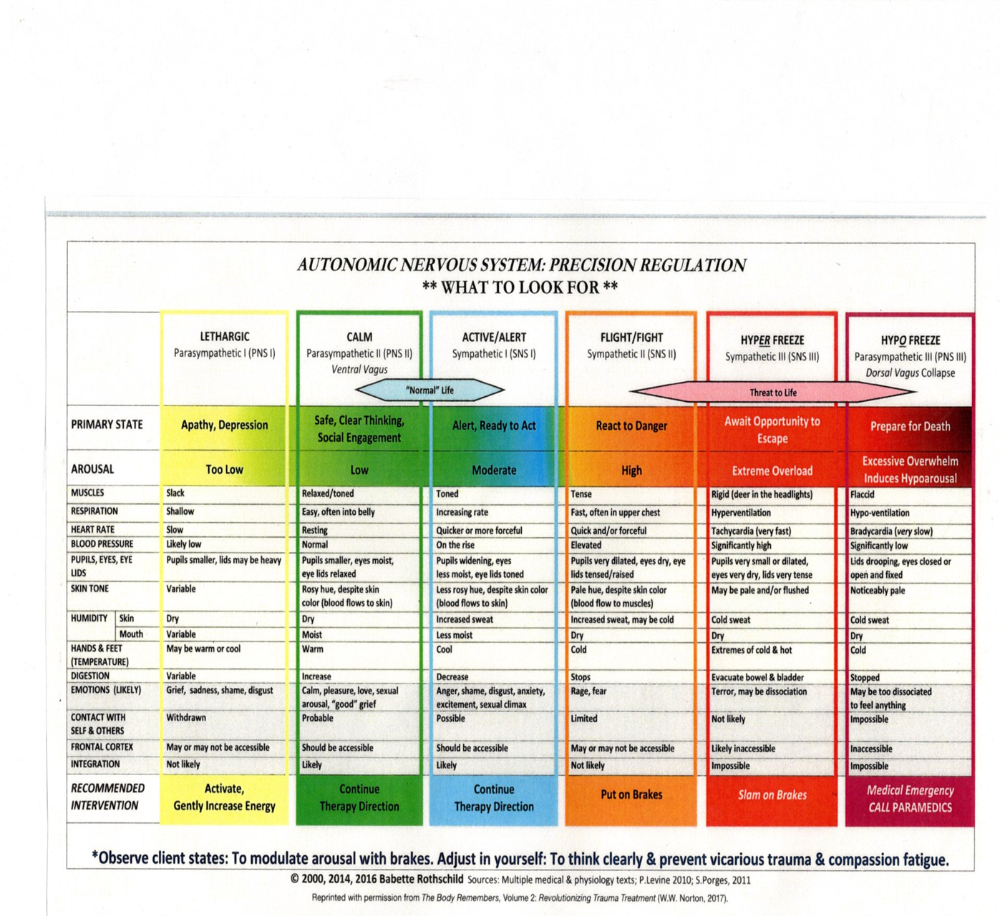 AUTONOMIC NERVOUS SYSTEM: PRECISION REGULATION
** WHAT TO LOOK FOR **
LETHARGIC
Parasympathetic I (PNS I)
CALM
Parasympathetic II (PNS II)
Ventral Vagus
ACTIVE/ALERT
Sympathetic I (SNS I)
FLIGHT/FIGHT
Sympathetic II (SNS II)
HYPER FREEZE
Sympathetic III (SNS III)
HYPO FREEZE
Parasympathetic III (PNS III)
Dorsal Vagus Collapse
"Normal" Life
Threat to Life
PRIMARY STATE
Apathy, Depression
Safe, Clear Thinking,
Social Engagement
Alert, Ready to Act
React to Danger
Await Opportunity to
Escape
Prepare for Death
AROUSAL
Too Low
Low
Moderate
High
Extreme Overload
Excessive Overwhelm
Induces Hypoarousal
MUSCLES
Slack
Relaxed/toned
Toned
Tense
Rigid (deer in the headlights)
Flaccid
RESPIRATION
Shallow
Easy, often into belly
Increasing rate
Fast, often in upper chest
Hyperventilation
Hypo-ventilation
HEART RATE
Slow
Resting
Quicker or more forceful
Quick and/or forceful
Tachycardia (very fast)
Bradycardia (very slow)
BLOOD PRESSURE
Likely low
Normal
On the rise
Elevated
Significantly high
Significantly low
PUPILS, EYES, EYE
LIDS
Pupils smaller, lids may be heavy
Pupils smaller, eyes moist,
eye lids relaxed
Pupils widening, eyes
less moist, eye lids toned
Pupils very dilated, eyes dry, eye
lids tensed/raised
Pupils very small or dilated,
eyes very dry, lids very tense
Lids drooping, eyes closed or
open and fixed
SKIN TONE
Variable
Rosy hue, despite skin
color (blood flows to skin)
Less rosy hue, despite skin color
(blood flows to skin)
Pale hue, despite skin color
(blood flow to muscles)
May be pale and/or flushed
Noticeably pale
HUMIDITY
Skin
Dry
Dry
Increased sweat
Increased sweat, may be cold
Cold sweat
Cold sweat
Mouth
Variable
Moist
Less moist
Dry
Dry
Dry
HANDS & FEET
(TEMPERATURE)
May be warm or cool
Warm
Cool
Cold
Extremes of cold & hot
Cold
DIGESTION
Variable
Increase
Decrease
Stops
Evacuate bowel & bladder
Stopped
EMOTIONS (LIKELY)
Grief, sadness, shame, disgust
Calm, pleasure, love, sexual
arousal, "good" grief
Anger, shame, disgust, anxiety,
excitement, sexual climax
Rage, fear
Terror, may be dissociation
May be too dissociated
to feel anything
CONTACT WITH
SELF & OTHERS
Withdrawn
Probable
Possible
Limited
Not likely
Impossible
FRONTAL CORTEX
May or may not be accessible
Should be accessible
Should be accessible
May or may not be accessible
Likely inaccessible
Inaccessible
INTEGRATION
Not likely
Likely
Likely
Not likely
Impossible
Impossible
RECOMMENDED
INTERVENTION
Activate,
Gently Increase Energy
Continue
Therapy Direction
Continue
Therapy Direction
Put on Brakes
Slam on Brakes
Medical Emergency
CALL PARAMEDICS
*Observe client states: To modulate arousal with brakes. Adjust in yourself: To think clearly & prevent vicarious trauma & compassion fatigue.
© 2000, 2014, 2016 Babette Rothschild Sources: Multiple medical & physiology texts; P.Levine 2010; S.Porges, 2011
Reprinted with permission from The Body Remembers, Volume 2: Revolutionizing Trauma Treatment (W.W. Norton, 2017).